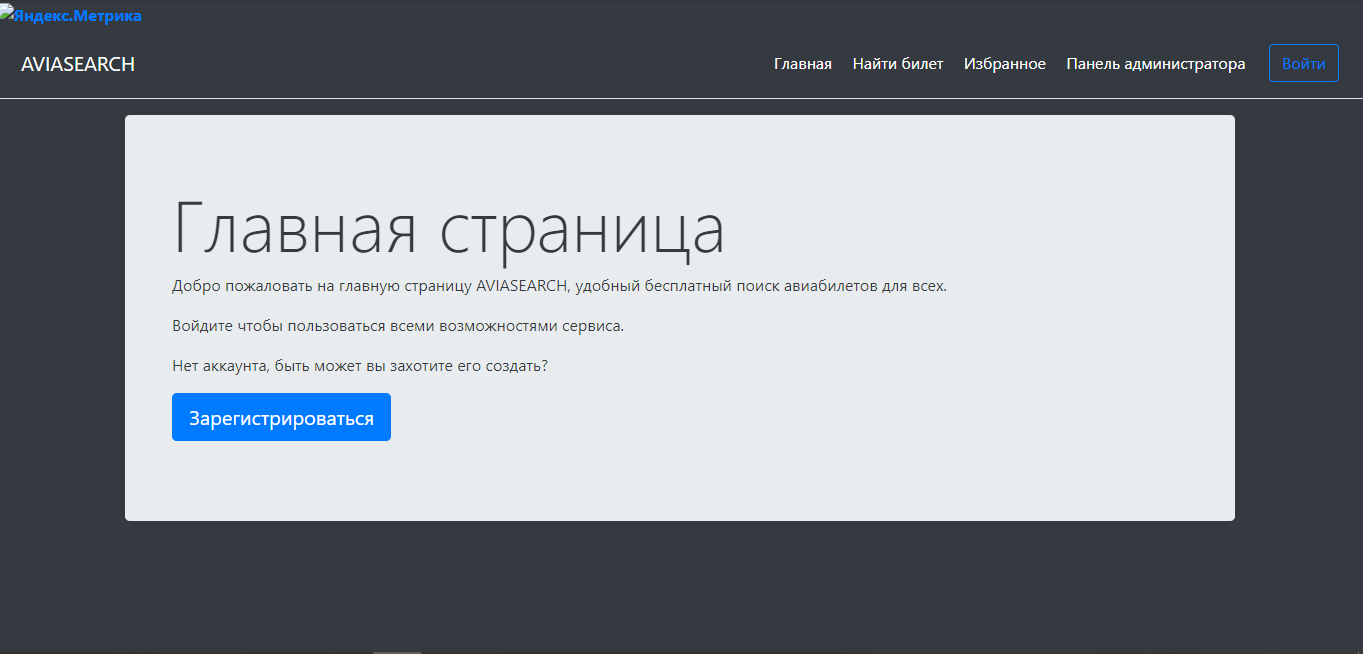 Яндекс.Метрика
AVIASEARCH
Главная Найти билет Избранное Панель администратора Войти
Главная страница
Добро пожаловать на главную страницу AVIASEARCH, удобный бесплатный поиск авиабилетов для всех.
Войдите чтобы пользоваться всеми возможностями сервиса.
Нет аккаунта, быть может вы захотите его создать?
Зарегистрироваться